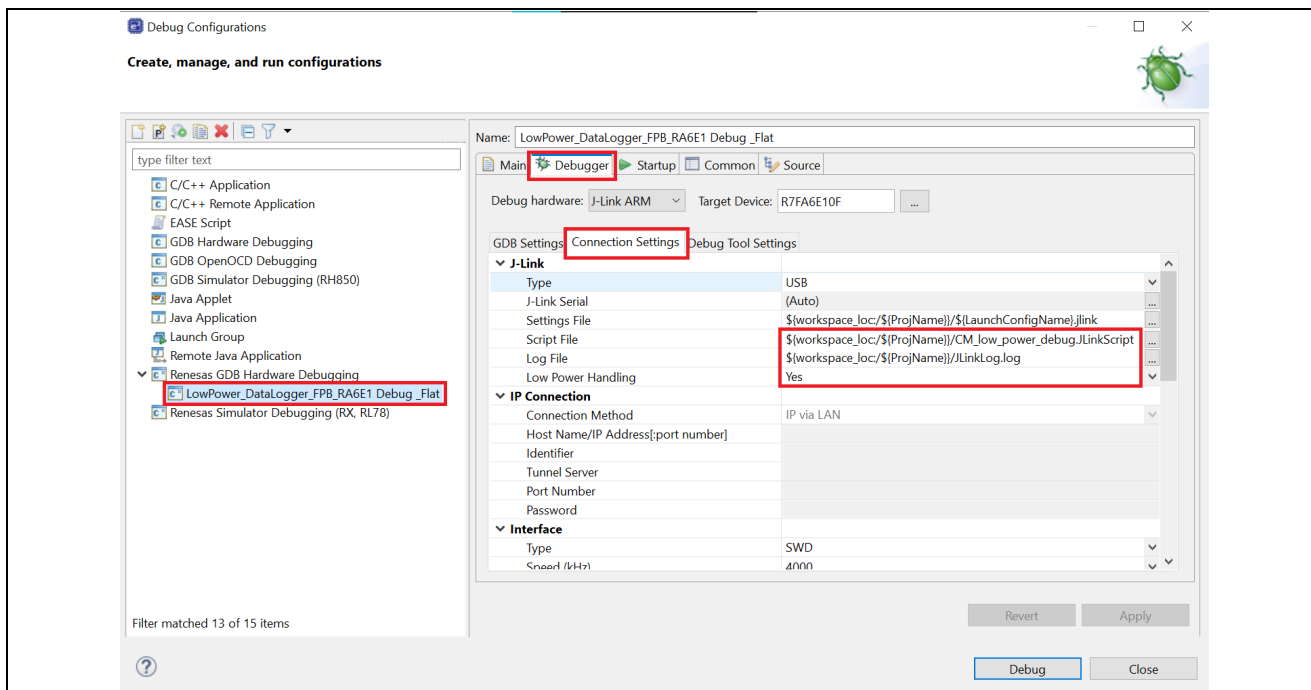 Debug Configurations
Create, manage, and run configurations
type filter text
C/C++ Application
C/C++ Remote Application
EASE Script
GDB Hardware Debugging
GDB OpenOCD Debugging
GDB Simulator Debugging (RH850)
Java Applet
Java Application
Launch Group
Remote Java Application
Renesas GDB Hardware Debugging
LowPower_DataLogger_FPB_RA6E1 Debug _Flat
Renesas Simulator Debugging (RX, RL78)
Filter matched 13 of 15 items
Name: LowPower_DataLogger_FPB_RA6E1 Debug _Flat
Main Debugger Startup Common Source
Debug hardware: J-Link ARM Target Device: R7FA6E10F ...
GDB Settings Connection Settings Debug Tool Settings
J-Link
Type USB
J-Link Serial (Auto) ...
Settings File ${workspace_loc:/${ProjName}}/${LaunchConfigName}.jlink ...
Script File ${workspace_loc:/${ProjName}}/CM_low_power_debug.JLinkScript ...
Log File ${workspace_loc:/${ProjName}}/JLinkLog.log ...
Low Power Handling Yes
IP Connection
Connection Method IP via LAN
Host Name/IP Address[:port number]
Identifier
Tunnel Server
Port Number
Password
Interface
Type SWD
Speed (kHz) 4000
Revert Apply
Debug Close